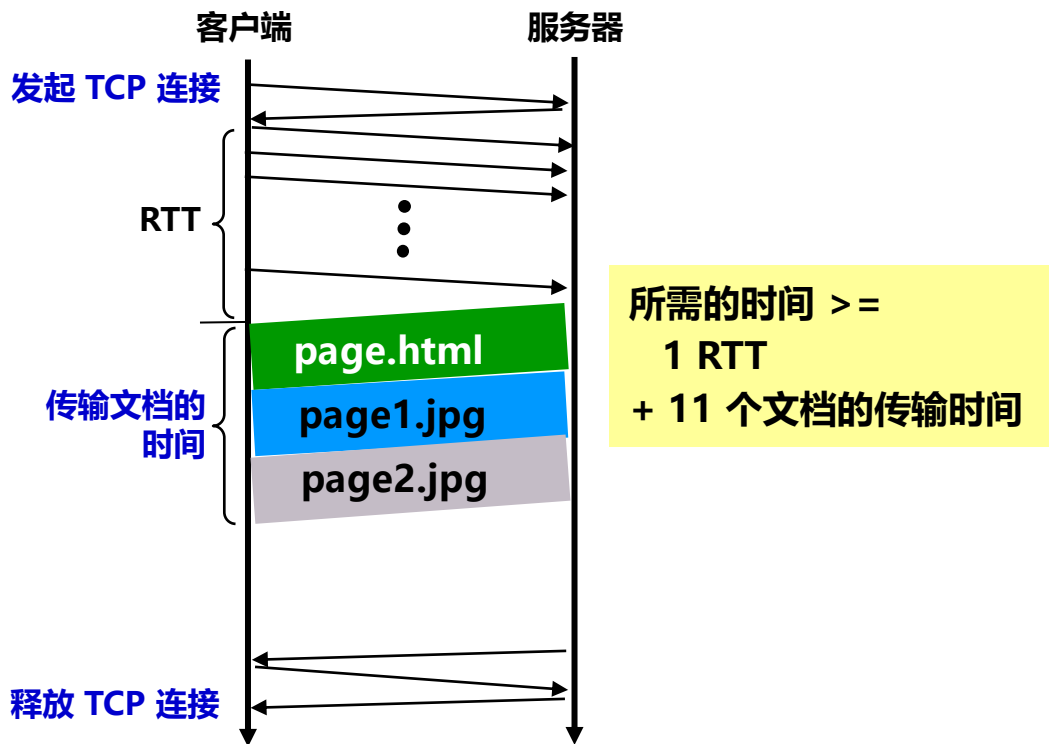 客户端
服务器
发起 TCP 连接
RTT
所需的时间 >=
1 RTT
+ 11 个文档的传输时间
page.html
传输文档的
时间
page1.jpg
page2.jpg
释放 TCP 连接